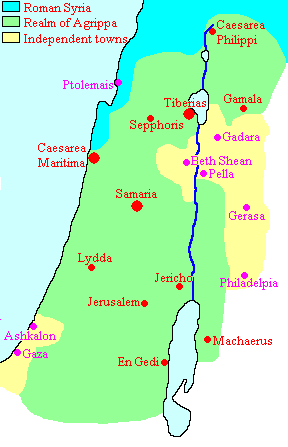 Roman Syria
Realm of Agrippa
Independent towns
Caesarea
Philippi
Ptolemais
Tiberias
Gamala
Sepphoris
Gadara
Caesarea
Maritima
Beth Shean
Pella
Samaria
Gerasa
Lydda
Philadelpia
Jericho
Jerusalem
Ashkalon
Machaerus
Gaza
En Gedi